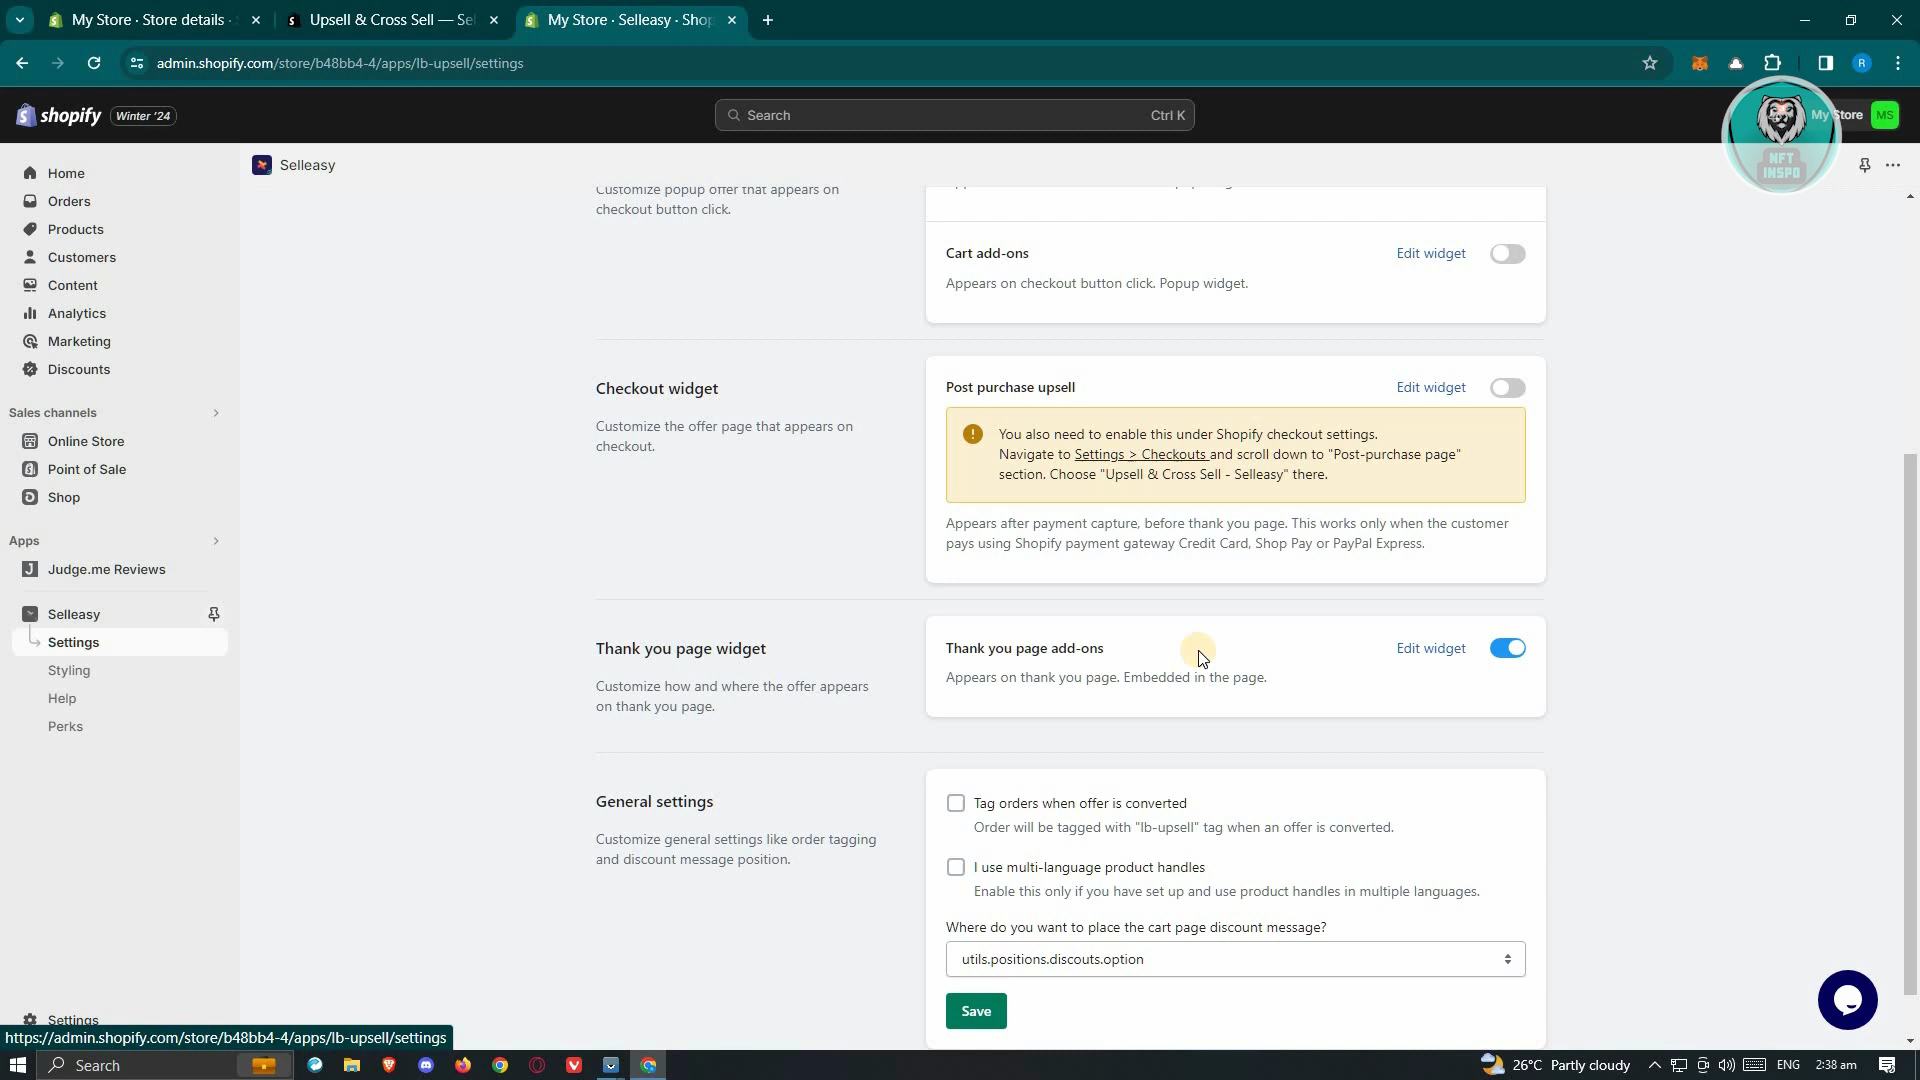 My Store · Store details ·
Upsell & Cross Sell — Sel
My Store · Selleasy · Shop
admin.shopify.com/store/b48bb4-4/apps/lb-upsell/settings
R
shopify
Winter '24
Search
Ctrl K
My Store
MS
NFT
INSPO
Home
Orders
Products
Customers
Content
Analytics
Marketing
Discounts
Sales channels
Online Store
Point of Sale
Shop
Apps
Judge.me Reviews
Selleasy
Settings
Styling
Help
Perks
Settings
Selleasy
Customize popup offer that appears on
checkout button click.
Cart add-ons
Edit widget
Appears on checkout button click. Popup widget.
Checkout widget
Customize the offer page that appears on
checkout.
Post purchase upsell
Edit widget
You also need to enable this under Shopify checkout settings.
Navigate to Settings > Checkouts and scroll down to "Post-purchase page"
section. Choose "Upsell & Cross Sell - Selleasy" there.
Appears after payment capture, before thank you page. This works only when the customer
pays using Shopify payment gateway Credit Card, Shop Pay or PayPal Express.
Thank you page widget
Customize how and where the offer appears
on thank you page.
Thank you page add-ons
Edit widget
Appears on thank you page. Embedded in the page.
General settings
Customize general settings like order tagging
and discount message position.
Tag orders when offer is converted
Order will be tagged with "lb-upsell" tag when an offer is converted.
I use multi-language product handles
Enable this only if you have set up and use product handles in multiple languages.
Where do you want to place the cart page discount message?
utils.positions.discouts.option
Save
https://admin.shopify.com/store/b48bb4-4/apps/lb-upsell/settings
Search
26°C Partly cloudy
ENG
2:38 am